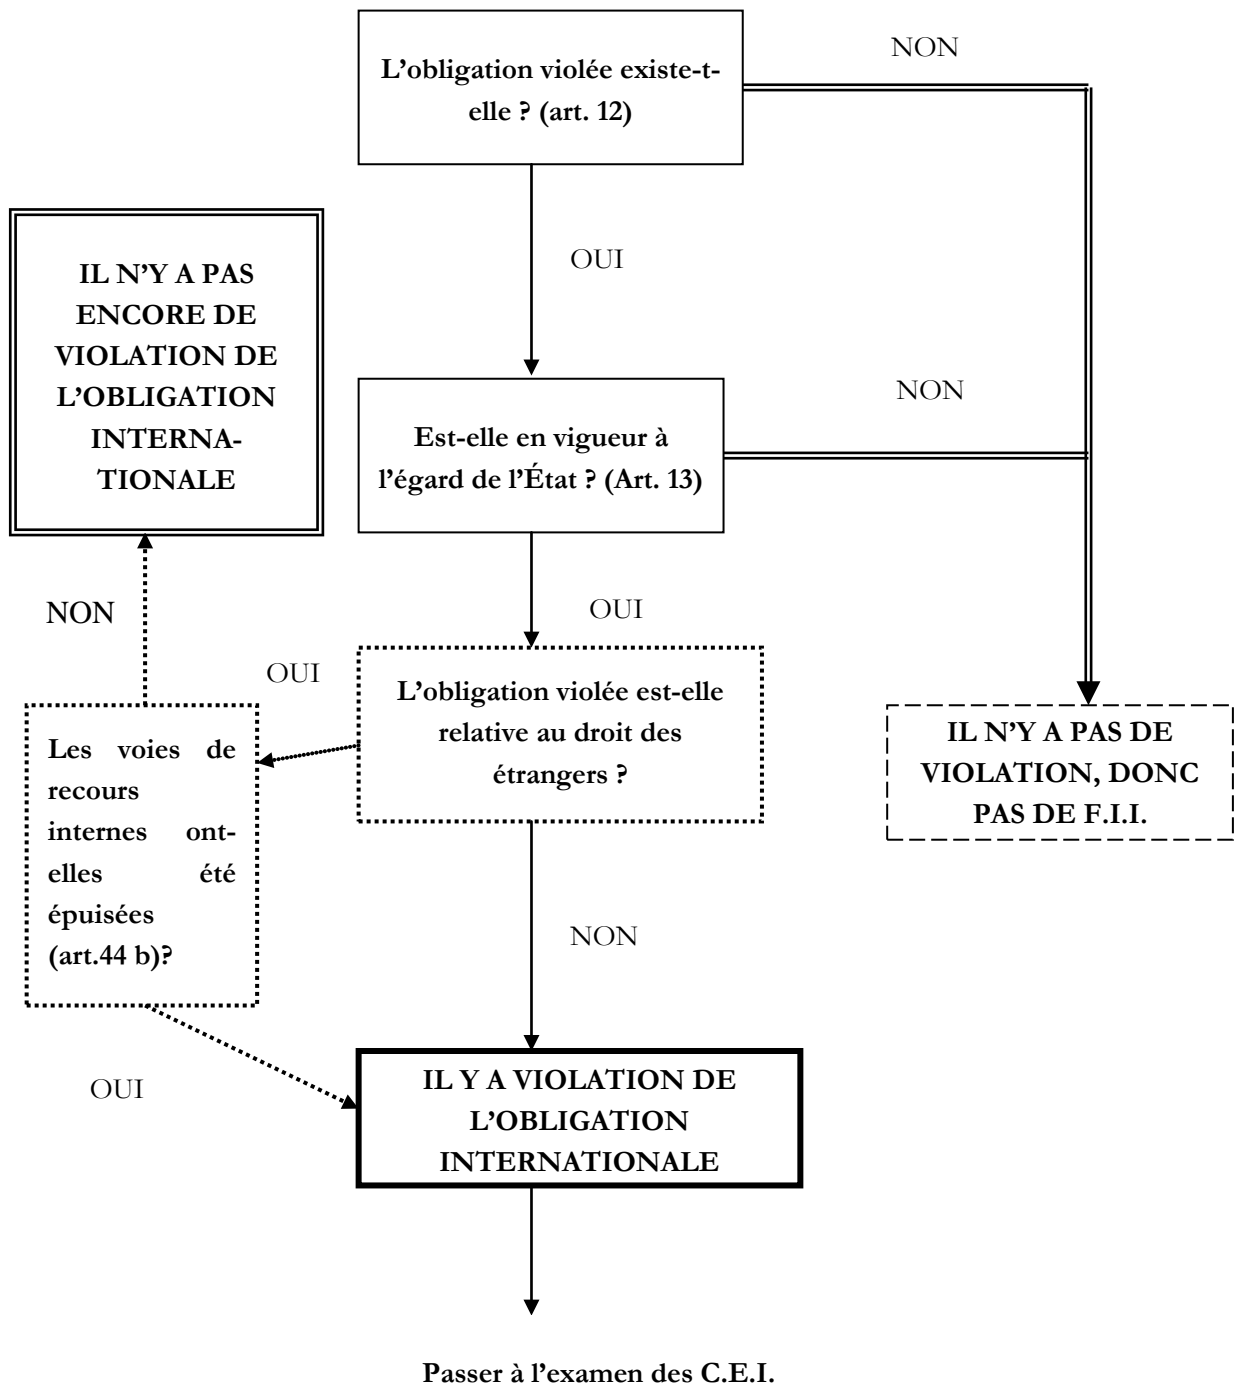 NON
L'obligation violée existe-t-
elle ? (art. 12)
OUI
IL N'Y A PAS
ENCORE DE
VIOLATION DE
L'OBLIGATION
INTERNA-
TIONALE
NON
Est-elle en vigueur à
l'égard de l'État ? (Art. 13)
NON
OUI
OUI
L'obligation violée est-elle
relative au droit des
étrangers ?
Les voies de
recours
internes ont-
elles été
épuisées
(art.44 b)?
IL N'Y A PAS DE
VIOLATION, DONC
PAS DE F.I.I.
NON
OUI
IL Y A VIOLATION DE
L'OBLIGATION
INTERNATIONALE
Passer à l'examen des C.E.I.